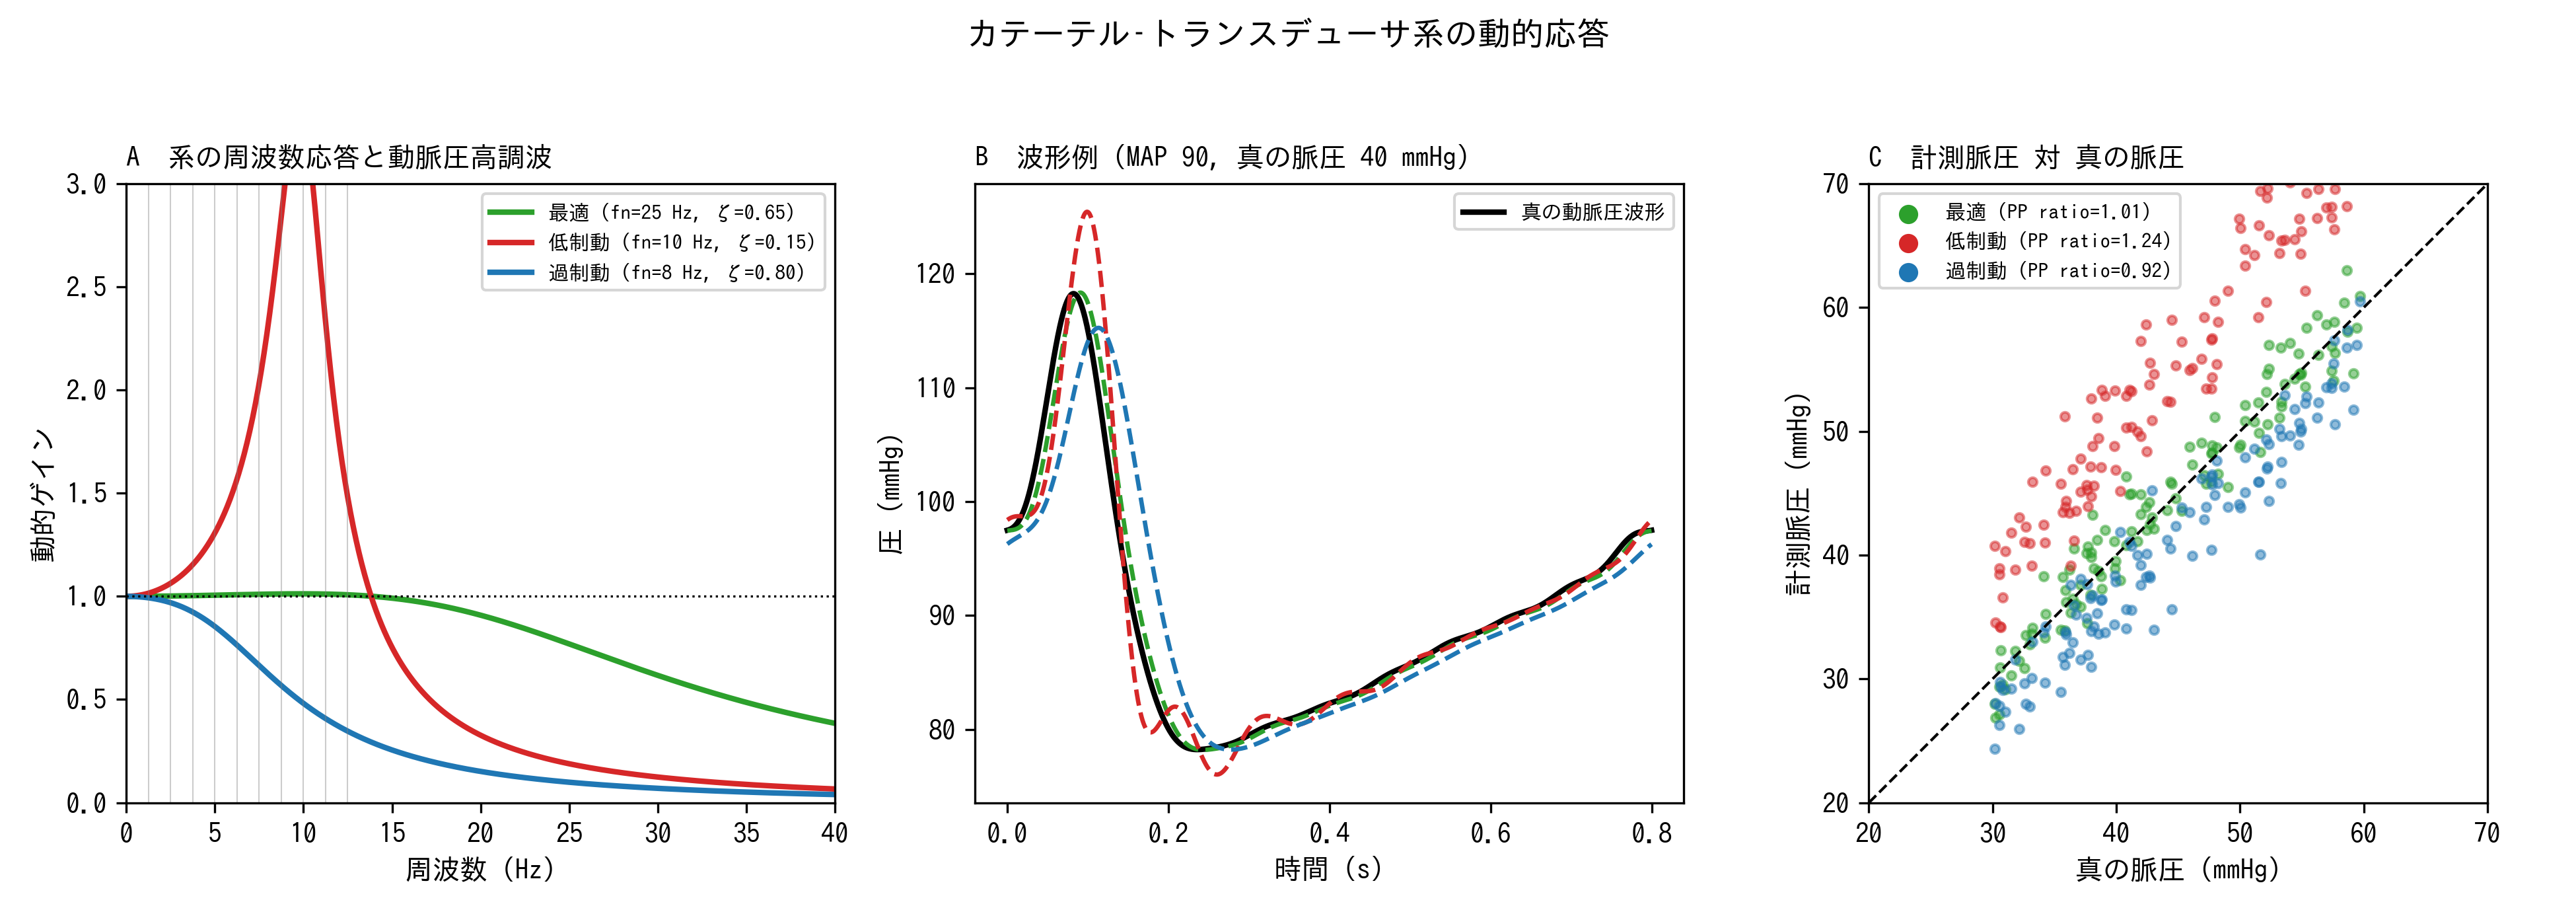 カテーテル-トランスデューサ系の動的応答
A 系の周波数応答と動脈圧高調波
3.0
2.5
2.0
1.5
1.0
0.5
0.0
動的ゲイン
最適 (fn=25 Hz, ζ=0.65)
低制動 (fn=10 Hz, ζ=0.15)
過制動 (fn=8 Hz, ζ=0.80)
0 5 10 15 20 25 30 35 40
周波数 (Hz)
B 波形例 (MAP 90, 真の脈圧 40 mmHg)
120
110
100
90
80
圧 (mmHg)
真の動脈圧波形
0.0 0.2 0.4 0.6 0.8
時間 (s)
C 計測脈圧 対 真の脈圧
70
60
50
40
30
20
計測脈圧 (mmHg)
最適 (PP ratio=1.01)
低制動 (PP ratio=1.24)
過制動 (PP ratio=0.92)
20 30 40 50 60 70
真の脈圧 (mmHg)